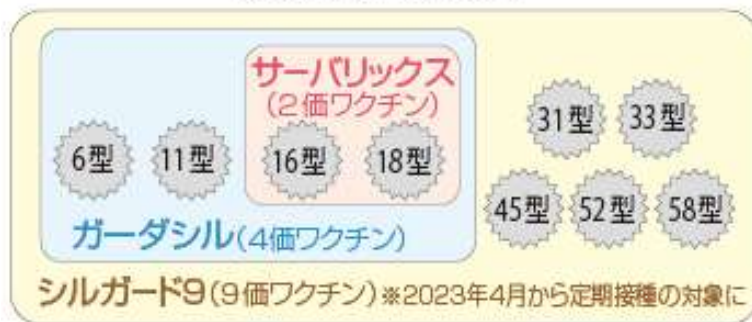 サーバリックス
(2価ワクチン)
31型 33型
6型 11型 16型 18型
45型 52型 58型
ガーダシル(4価ワクチン)
シルガード9(9価ワクチン)※2023年4月から定期接種の対象に